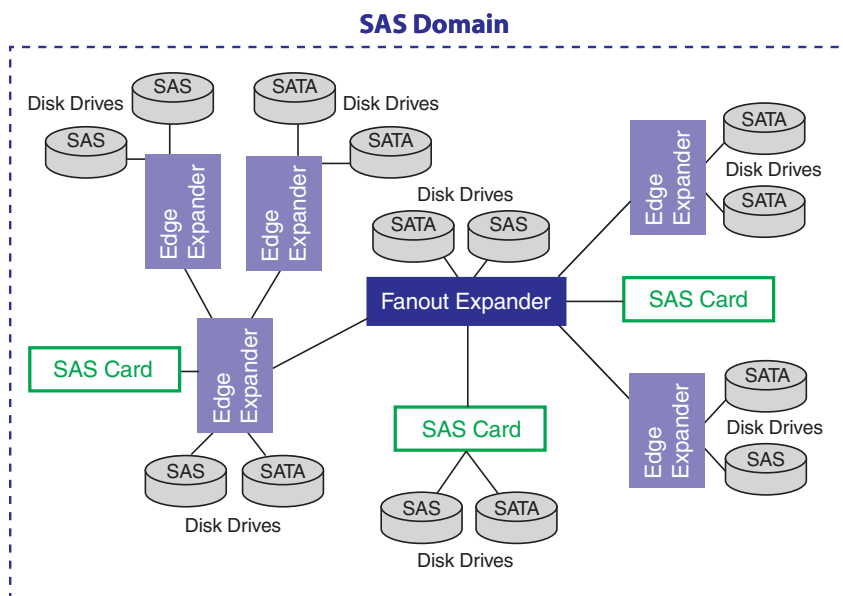 SAS Domain
SAS
SATA
Disk Drives
Disk Drives
SAS
SATA
Edge
Expander
Edge
Expander
SATA
Disk Drives
SATA
Edge
Expander
Disk Drives
SATA
SAS
Fanout Expander
SAS Card
SAS Card
Edge
Expander
SAS
SATA
Disk Drives
SAS Card
SAS
SATA
Disk Drives
Edge
Expander
SATA
Disk Drives
SAS